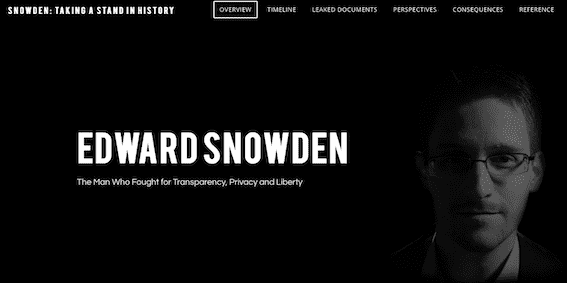 SNOWDEN: TAKING A STAND IN HISTORY
OVERVIEW
TIMELINE
LEAKED DOCUMENTS
PERSPECTIVES
CONSEQUENCES
REFERENCE
EDWARD SNOWDEN
The Man Who Fought for Transparency, Privacy and Liberty